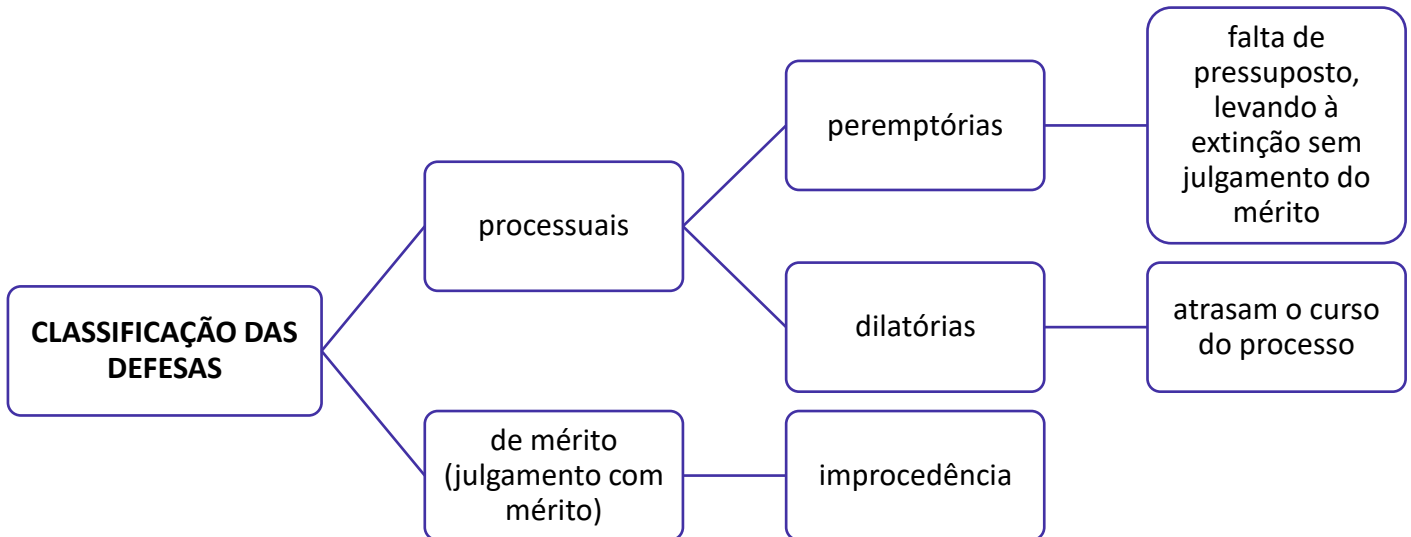 CLASSIFICAÇÃO DAS
DEFESAS
processuais
peremptórias
falta de
pressuposto,
levando à
extinção sem
julgamento do
mérito
dilatórias
atrasam o curso
do processo
de mérito
(julgamento com
mérito)
improcedência